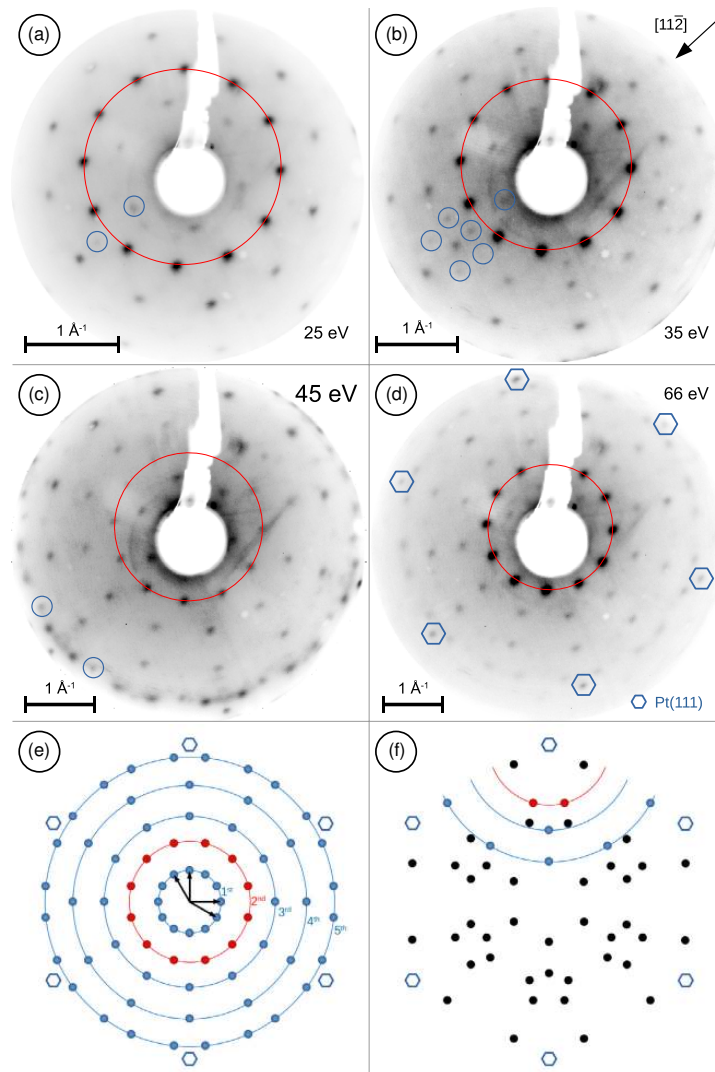 (a)
1 Å⁻¹
25 eV
(b)
[112̄]
1 Å⁻¹
35 eV
(c)
45 eV
1 Å⁻¹
(d)
66 eV
1 Å⁻¹
Pt(111)
(e)
1st
2nd
3rd
4th
5th
(f)